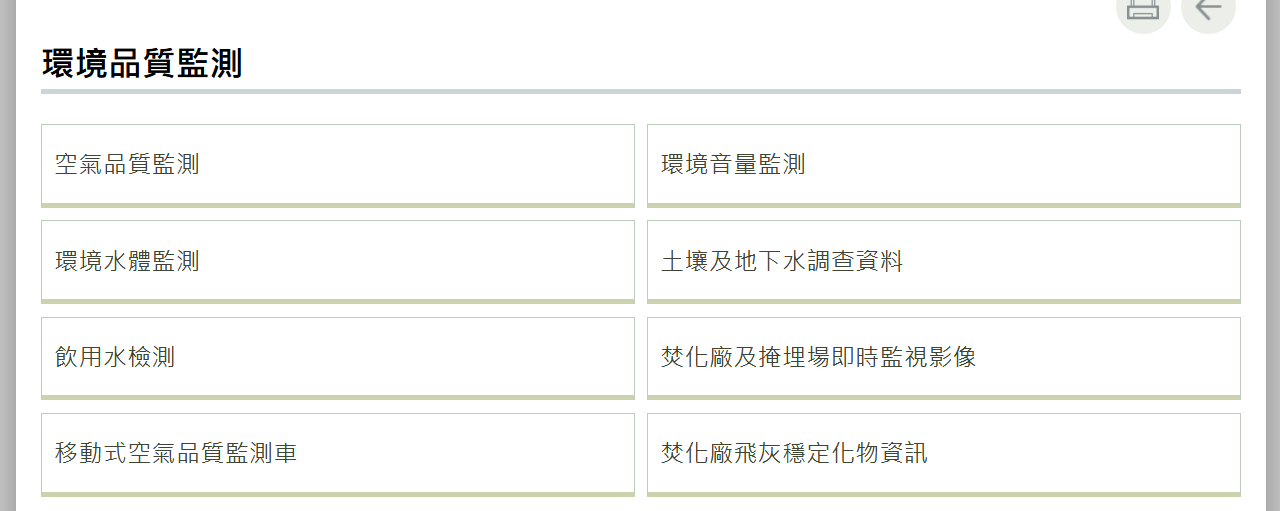 環境品質監測
空氣品質監測
環境音量監測
環境水體監測
土壤及地下水調查資料
飲用水檢測
焚化廠及掩埋場即時監視影像
移動式空氣品質監測車
焚化廠飛灰穩定化物資訊